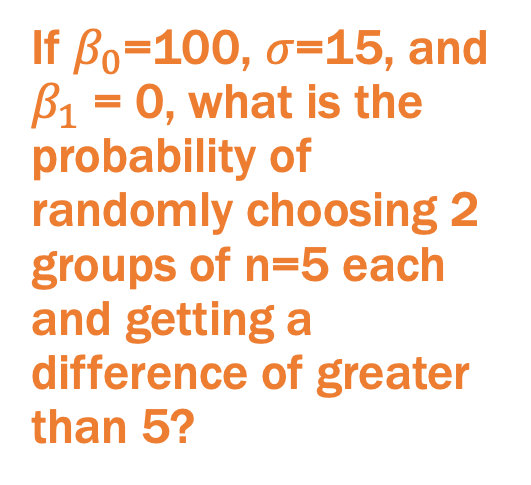 If 𝛽₀=100, 𝜎=15, and
𝛽₁ = 0, what is the
probability of
randomly choosing 2
groups of n=5 each
and getting a
difference of greater
than 5?